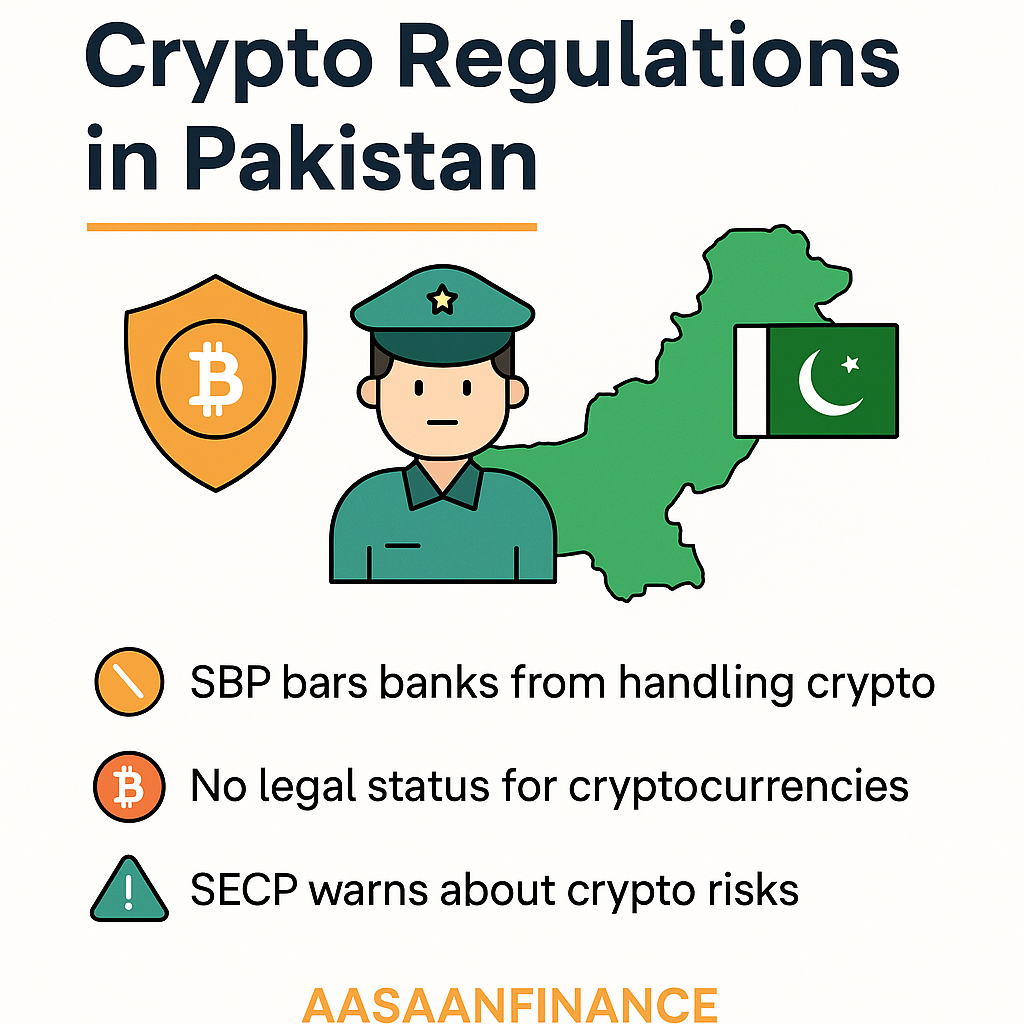 Crypto Regulations
in Pakistan
SBP bars banks from handling crypto
No legal status for cryptocurrencies
SECP warns about crypto risks
AASAANFINANCE